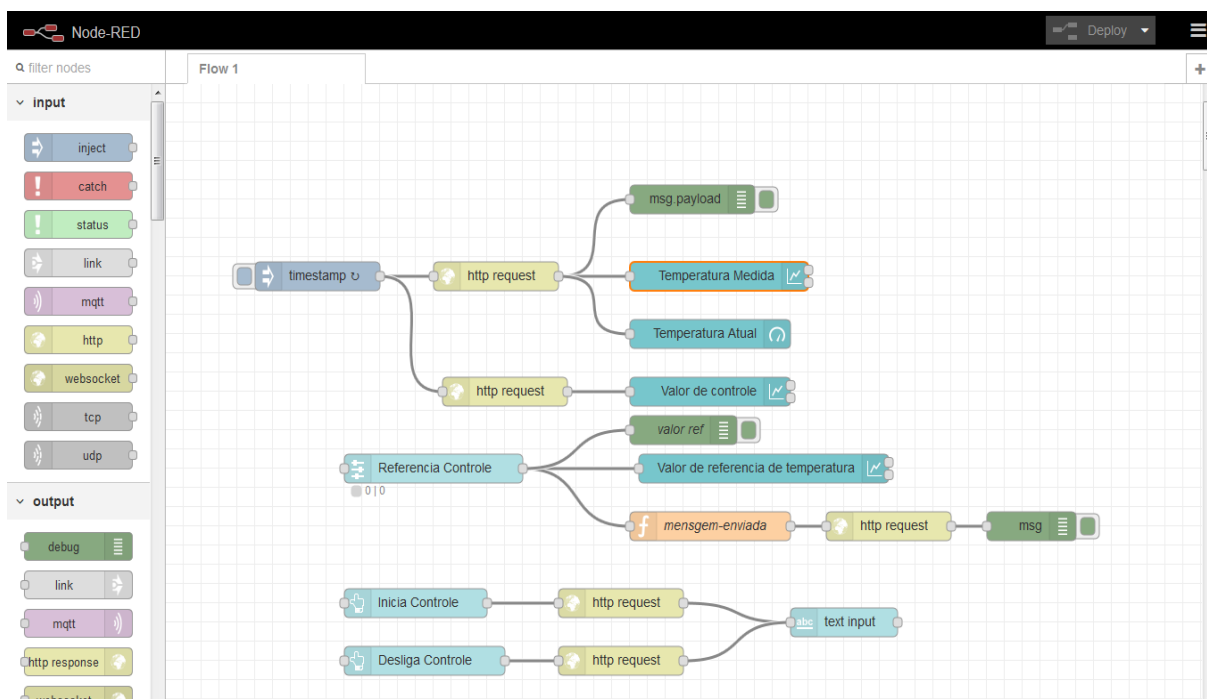 Node-RED
Deploy
filter nodes
Flow 1
input
inject
catch
status
link
mqtt
http
websocket
tcp
udp
output
debug
link
mqtt
http response
websocket
msg.payload
timestamp ↻
http request
Temperatura Medida
Temperatura Atual
http request
Valor de controle
valor ref
Referencia Controle
Valor de referencia de temperatura
0 | 0
mensgem-enviada
http request
msg
Inicia Controle
http request
abc
text input
Desliga Controle
http request